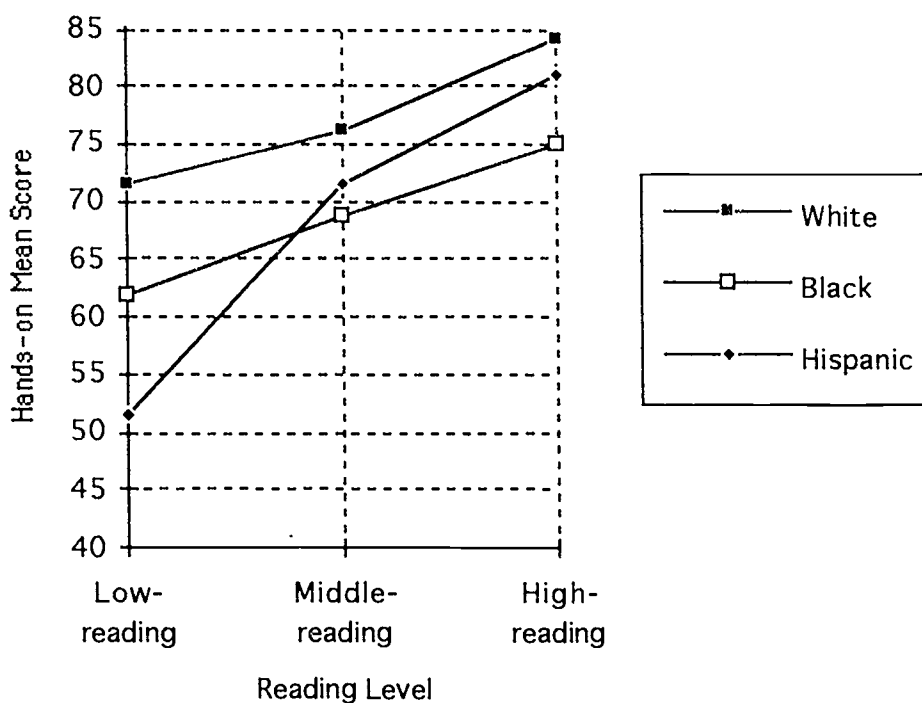 85
80
75
70
65
60
55
50
45
40
Hands-on Mean Score
Low-
reading
Middle-
reading
High-
reading
Reading Level
White
Black
Hispanic